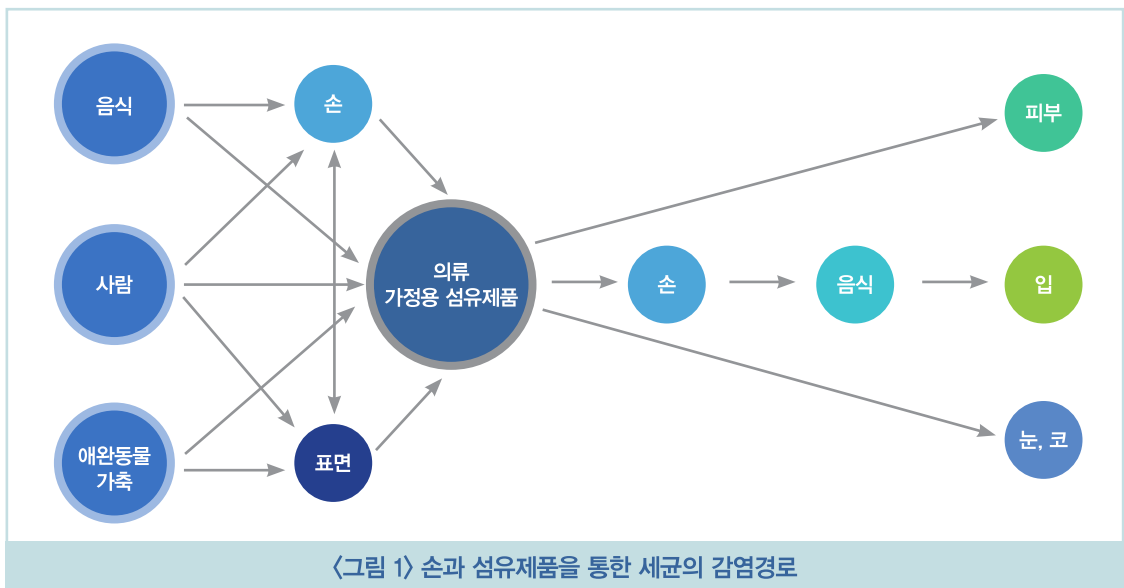 음식
손
피부
사람
의류
가정용 섬유제품
손
음식
입
애완동물
가축
표면
눈, 코
〈그림 1〉 손과 섬유제품을 통한 세균의 감염경로